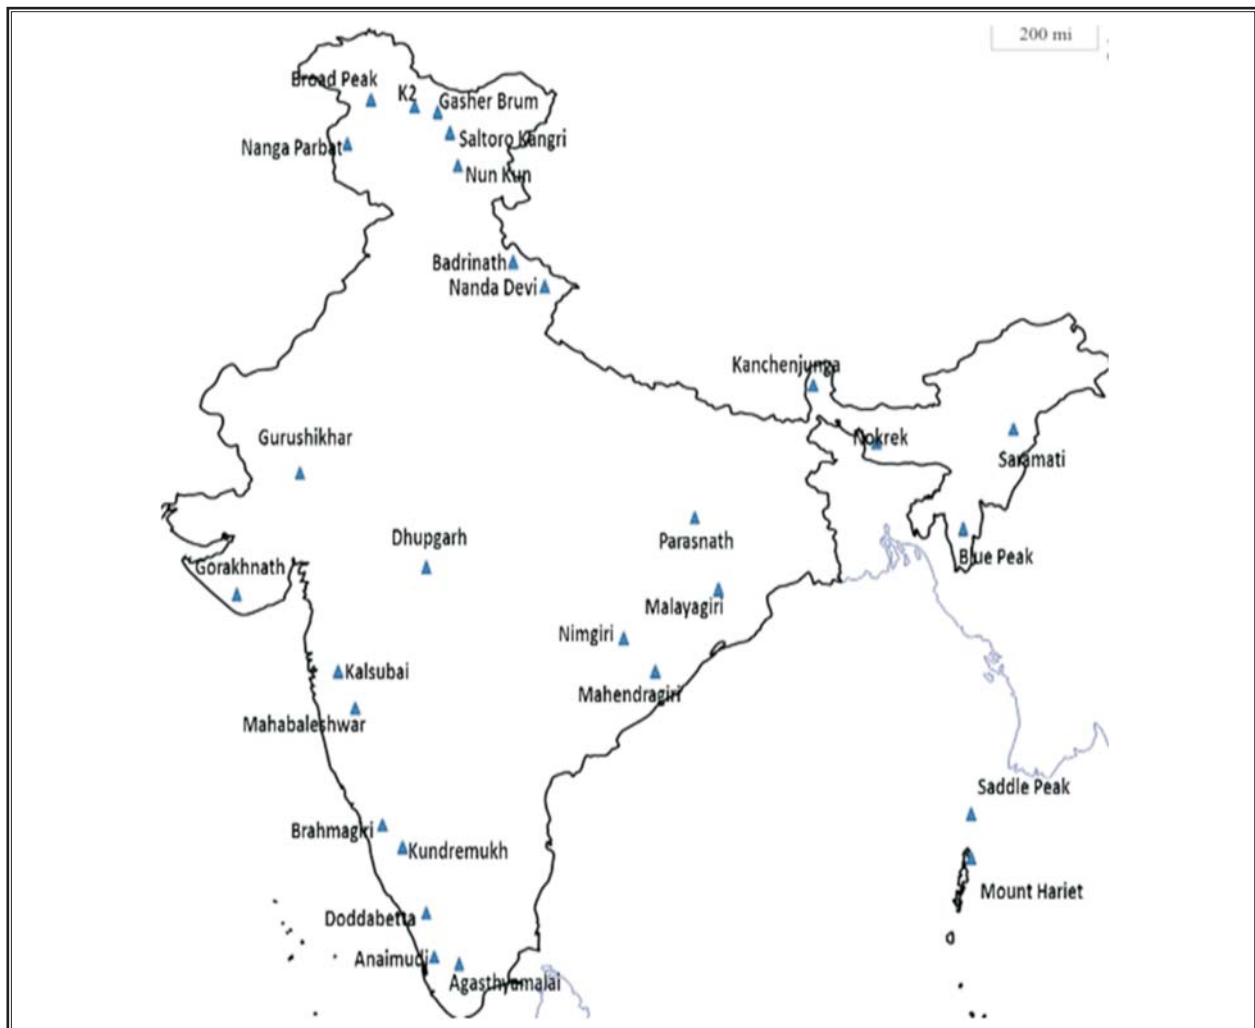 200 mi
Broad Peak
K2
Gasher Brum
Saltoro Kangri
Nanga Parbat
Nun Kun
Badrinath
Nanda Devi
Kanchenjunga
Gurushikhar
Nokrek
Saramati
Dhupgarh
Parasnath
Blue Peak
Gorakhnath
Malayagiri
Nimgiri
Kalsubai
Mahendragiri
Mahabaleshwar
Saddle Peak
Brahmagiri
Kundremukh
Mount Hariet
Doddabetta
Anaimudi
Agasthyamalai